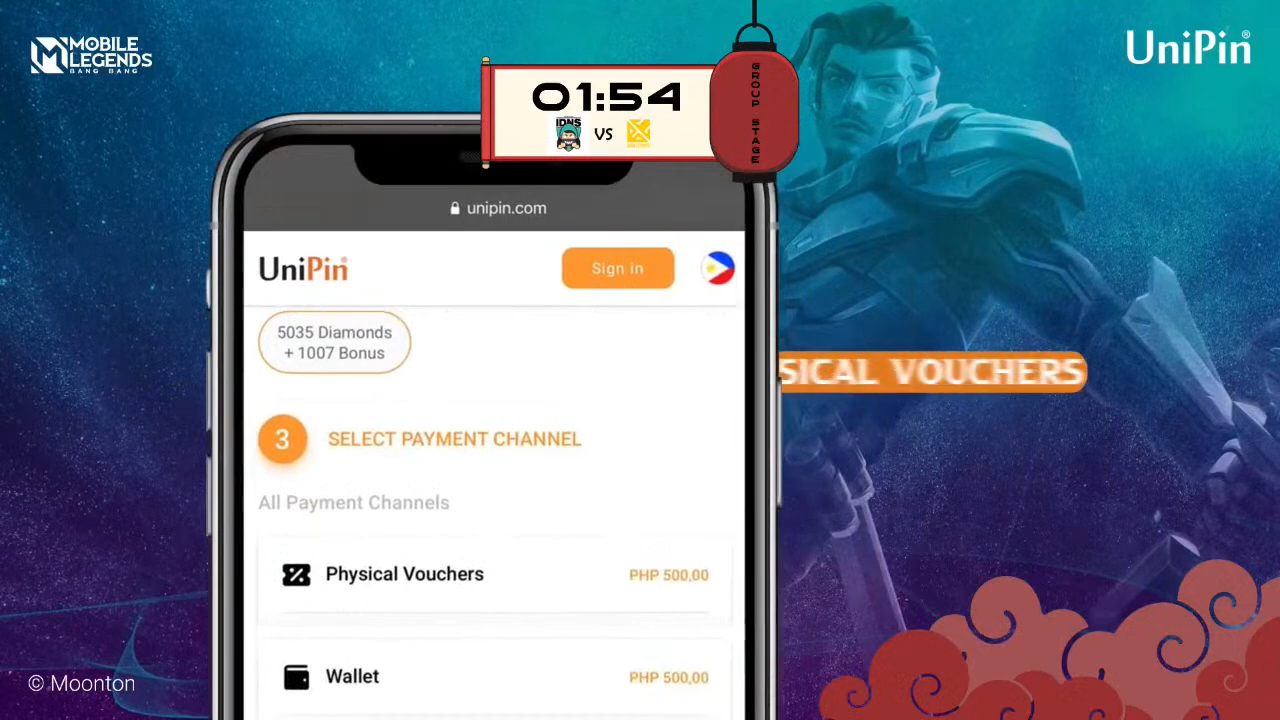 MOBILE
LEGENDS
BANG BANG
01:54
IDNS
VS
GROUP STAGE
UniPin®
unipin.com
UniPin®
Sign in
5035 Diamonds
+ 1007 Bonus
SICAL VOUCHERS
3
SELECT PAYMENT CHANNEL
All Payment Channels
Physical Vouchers
PHP 500,00
Wallet
PHP 500,00
© Moonton